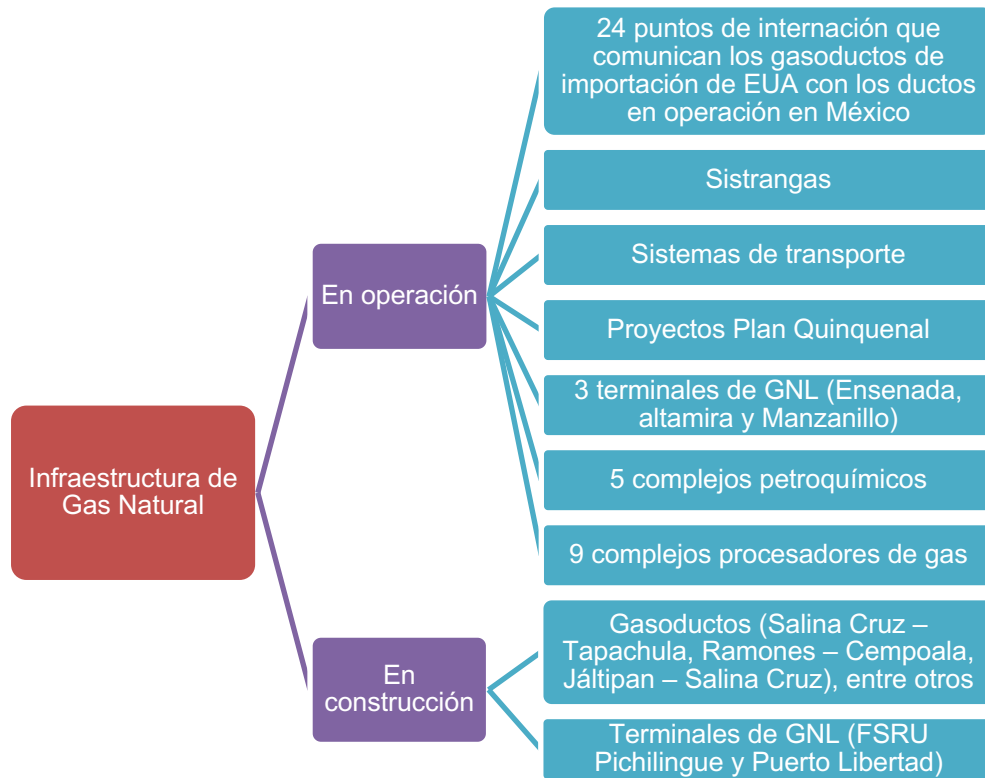 24 puntos de internación que
comunican los gasoductos de
importación de EUA con los ductos
en operación en México
Sistrangas
Sistemas de transporte
En operación
Proyectos Plan Quinquenal
3 terminales de GNL (Ensenada,
altamira y Manzanillo)
Infraestructura de
Gas Natural
5 complejos petroquímicos
9 complejos procesadores de gas
Gasoductos (Salina Cruz –
Tapachula, Ramones – Cempoala,
Jáltipan – Salina Cruz), entre otros
En
construcción
Terminales de GNL (FSRU
Pichilingue y Puerto Libertad)